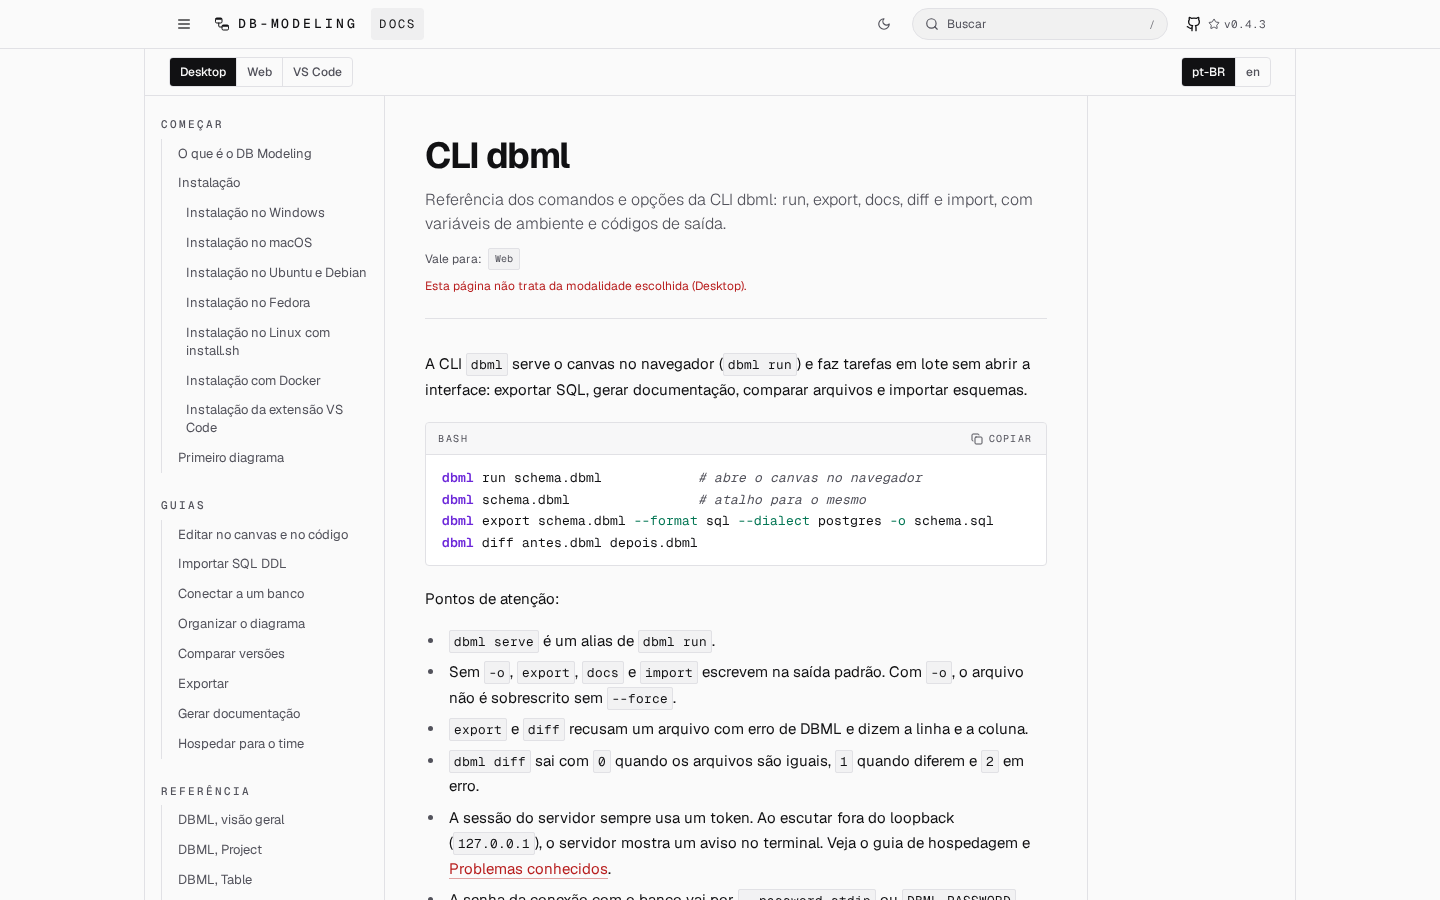 DB-MODELING DOCS Buscar / v0.4.3
Desktop Web VS Code pt-BR en
COMEÇAR
O que é o DB Modeling
Instalação
Instalação no Windows
Instalação no macOS
Instalação no Ubuntu e Debian
Instalação no Fedora
Instalação no Linux com
install.sh
Instalação com Docker
Instalação da extensão VS
Code
Primeiro diagrama
GUIAS
Editar no canvas e no código
Importar SQL DDL
Conectar a um banco
Organizar o diagrama
Comparar versões
Exportar
Gerar documentação
Hospedar para o time
REFERÊNCIA
DBML, visão geral
DBML, Project
DBML, Table
CLI dbml
Referência dos comandos e opções da CLI dbml: run, export, docs, diff e import, com
variáveis de ambiente e códigos de saída.
Vale para: Web
Esta página não trata da modalidade escolhida (Desktop).
A CLI dbml serve o canvas no navegador (dbml run) e faz tarefas em lote sem abrir a
interface: exportar SQL, gerar documentação, comparar arquivos e importar esquemas.
BASH COPIAR
dbml run schema.dbml # abre o canvas no navegador
dbml schema.dbml # atalho para o mesmo
dbml export schema.dbml --format sql --dialect postgres -o schema.sql
dbml diff antes.dbml depois.dbml
Pontos de atenção:
dbml serve é um alias de dbml run.
Sem -o, export, docs e import escrevem na saída padrão. Com -o, o arquivo
não é sobrescrito sem --force.
export e diff recusam um arquivo com erro de DBML e dizem a linha e a coluna.
dbml diff sai com 0 quando os arquivos são iguais, 1 quando diferem e 2 em
erro.
A sessão do servidor sempre usa um token. Ao escutar fora do loopback
(127.0.0.1), o servidor mostra um aviso no terminal. Veja o guia de hospedagem e
Problemas conhecidos.
A senha da conexão com o banco vai por --password-stdin ou DBML_PASSWORD